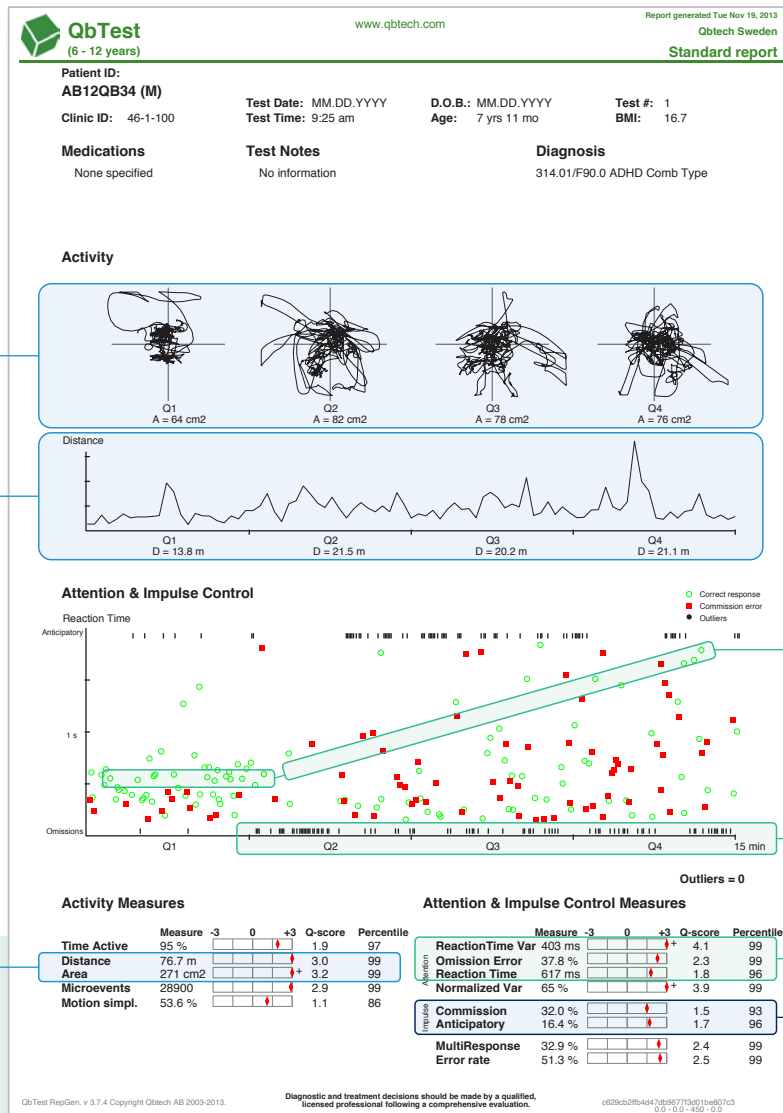 QbTest
(6 - 12 years)
www.qbtech.com
Report generated Tue Nov 19, 2013
Qbtech Sweden
Standard report
Patient ID:
AB12QB34 (M)
Clinic ID: 46-1-100
Test Date: MM.DD.YYYY
Test Time: 9:25 am
D.O.B.: MM.DD.YYYY
Age: 7 yrs 11 mo
Test #: 1
BMI: 16.7
Medications
None specified
Test Notes
No information
Diagnosis
314.01/F90.0 ADHD Comb Type
Activity
Q1 Q2 Q3 Q4
A = 64 cm2 A = 82 cm2 A = 78 cm2 A = 76 cm2
Distance
Q1 Q2 Q3 Q4
D = 13.8 m D = 21.5 m D = 20.2 m D = 21.1 m
Attention & Impulse Control
Correct response
Commission error
Outliers
Reaction Time
Anticipatory
1 s
Omissions
Q1 Q2 Q3 Q4 15 min
Outliers = 0
Activity Measures
Measure -3 0 +3 Q-score Percentile
Time Active 95 % 1.9 97
Distance 76.7 m 3.0 99
Area 271 cm2 + 3.2 99
Microevents 28900 2.9 99
Motion simpl. 53.6 % 1.1 86
Attention & Impulse Control Measures
Measure -3 0 +3 Q-score Percentile
Attention
ReactionTime Var 403 ms + 4.1 99
Omission Error 37.8 % 2.3 99
Reaction Time 617 ms 1.8 96
Normalized Var 65 % + 3.9 99
Impulse
Commission 32.0 % 1.5 93
Anticipatory 16.4 % 1.7 96
MultiResponse 32.9 % 2.4 99
Error rate 51.3 % 2.5 99
QbTest RepGen. v 3.7.4 Copyright Qbtech AB 2003-2013.
Diagnostic and treatment decisions should be made by a qualified,
licensed professional following a comprehensive evaluation.
c629cb2ffb4d47db9677f3d01be807c3
0.0 - 0.0 - 450 - 0.0